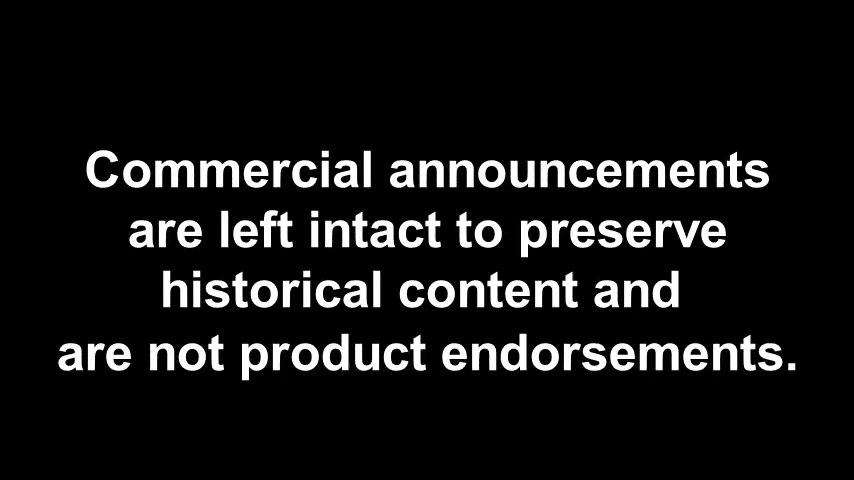 Commercial announcements
are left intact to preserve
historical content and
are not product endorsements.